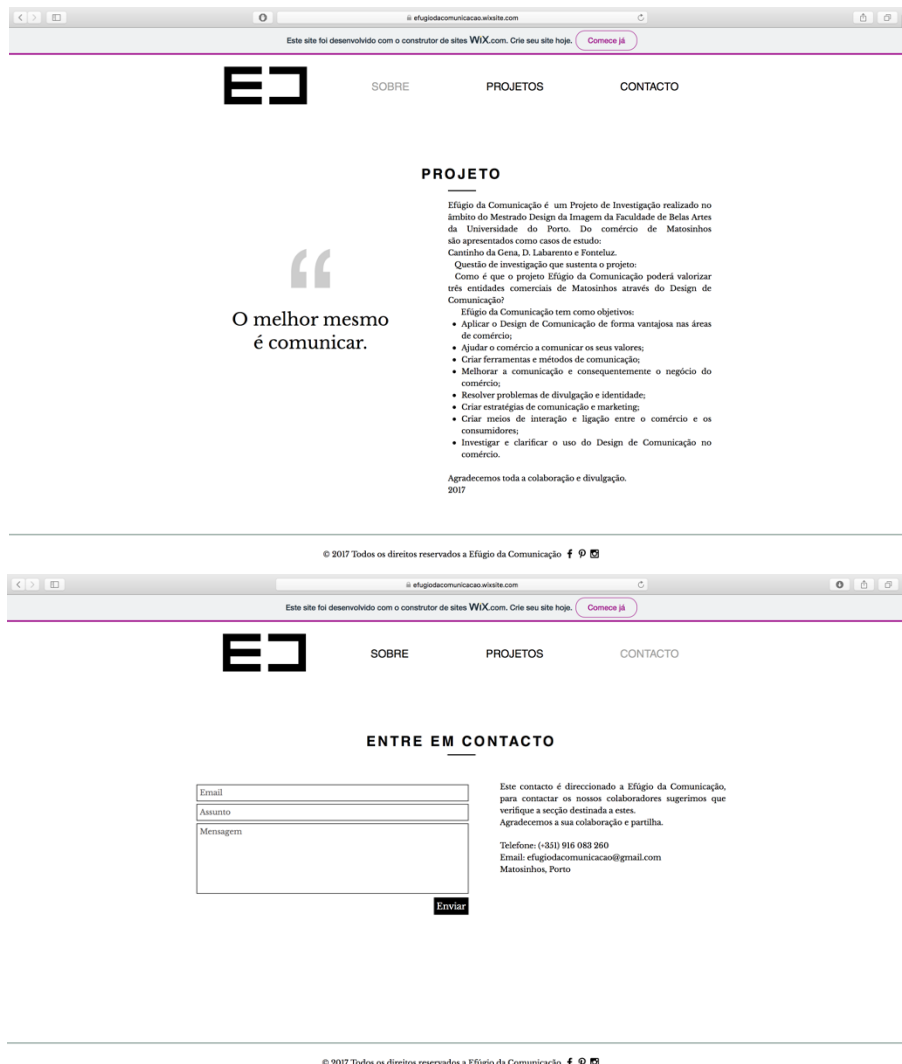 efugiodacomunicacao.wixsite.com
Este site foi desenvolvido com o construtor de sites WiX.com. Crie seu site hoje. Comece já
SOBRE PROJETOS CONTACTO
PROJETO
“
O melhor mesmo
é comunicar.
Efúgio da Comunicação é um Projeto de Investigação realizado no
âmbito do Mestrado Design da Imagem da Faculdade de Belas Artes
da Universidade do Porto. Do comércio de Matosinhos
são apresentados como casos de estudo:
Cantinho da Gena, D. Labarento e Fonteluz.
Questão de investigação que sustenta o projeto:
Como é que o projeto Efúgio da Comunicação poderá valorizar
três entidades comerciais de Matosinhos através do Design de
Comunicação?
Efúgio da Comunicação tem como objetivos:
• Aplicar o Design de Comunicação de forma vantajosa nas áreas
de comércio;
• Ajudar o comércio a comunicar os seus valores;
• Criar ferramentas e métodos de comunicação;
• Melhorar a comunicação e consequentemente o negócio do
comércio;
• Resolver problemas de divulgação e identidade;
• Criar estratégias de comunicação e marketing;
• Criar meios de interação e ligação entre o comércio e os
consumidores;
• Investigar e clarificar o uso do Design de Comunicação no
comércio.
Agradecemos toda a colaboração e divulgação.
2017
© 2017 Todos os direitos reservados a Efúgio da Comunicação
efugiodacomunicacao.wixsite.com
Este site foi desenvolvido com o construtor de sites WiX.com. Crie seu site hoje. Comece já
SOBRE PROJETOS CONTACTO
ENTRE EM CONTACTO
Email
Assunto
Mensagem
Enviar
Este contacto é direccionado a Efúgio da Comunicação,
para contactar os nossos colaboradores sugerimos que
verifique a secção destinada a estes.
Agradecemos a sua colaboração e partilha.
Telefone: (+351) 916 083 260
Email: efugiodacomunicacao@gmail.com
Matosinhos, Porto
© 2017 Todos os direitos reservados a Efúgio da Comunicação